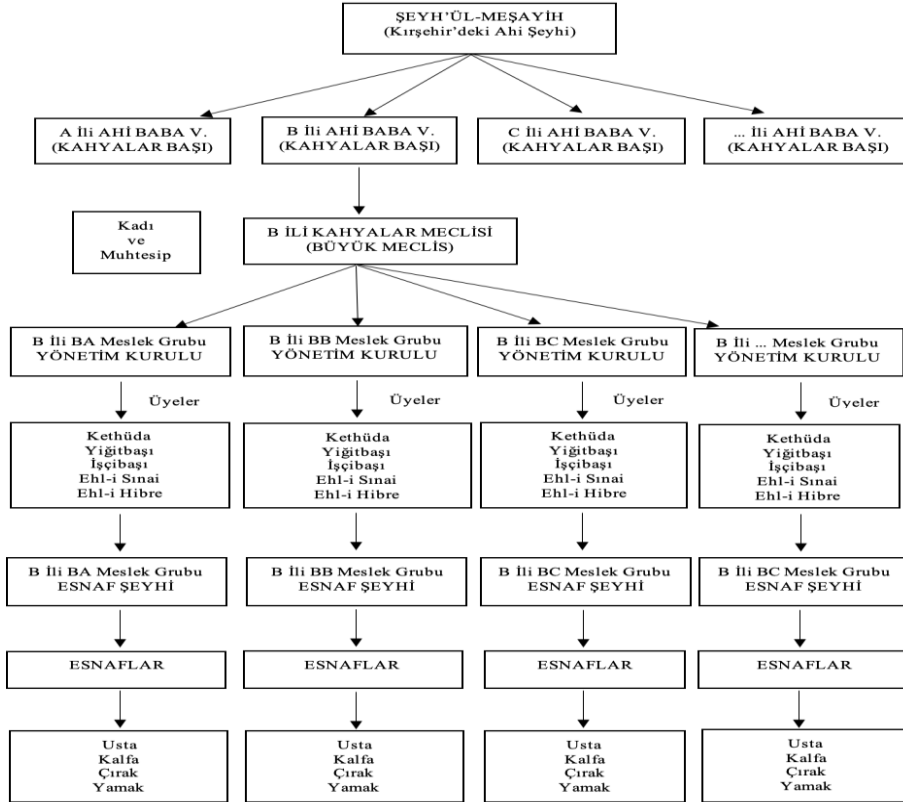 ŞEYH'ÜL-MEŞAYİH
(Kırşehir'deki Ahi Şeyhi)
A İli AHİ BABA V.
(KAHYALAR BAŞI)
B İli AHİ BABA V.
(KAHYALAR BAŞI)
C İli AHİ BABA V.
(KAHYALAR BAŞI)
... İli AHİ BABA V.
(KAHYALAR BAŞI)
Kadı
ve
Muhtesip
B İLİ KAHYALAR MECLİSİ
(BÜYÜK MECLİS)
B İli BA Meslek Grubu
YÖNETİM KURULU
B İli BB Meslek Grubu
YÖNETİM KURULU
B İli BC Meslek Grubu
YÖNETİM KURULU
B İli ... Meslek Grubu
YÖNETİM KURULU
Üyeler
Üyeler
Üyeler
Üyeler
Kethüda
Yiğitbaşı
İşçibaşı
Ehl-i Sınai
Ehl-i Hibre
Kethüda
Yiğitbaşı
İşçibaşı
Ehl-i Sınai
Ehl-i Hibre
Kethüda
Yiğitbaşı
İşçibaşı
Ehl-i Sınai
Ehl-i Hibre
Kethüda
Yiğitbaşı
İşçibaşı
Ehl-i Sınai
Ehl-i Hibre
B İli BA Meslek Grubu
ESNAF ŞEYHİ
B İli BB Meslek Grubu
ESNAF ŞEYHİ
B İli BC Meslek Grubu
ESNAF ŞEYHİ
B İli BC Meslek Grubu
ESNAF ŞEYHİ
ESNAFLAR
ESNAFLAR
ESNAFLAR
ESNAFLAR
Usta
Kalfa
Çırak
Yamak
Usta
Kalfa
Çırak
Yamak
Usta
Kalfa
Çırak
Yamak
Usta
Kalfa
Çırak
Yamak